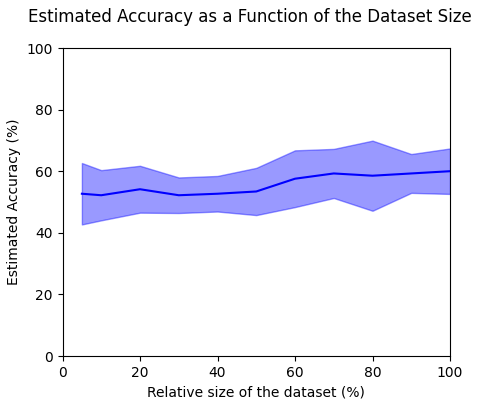 Estimated Accuracy as a Function of the Dataset Size
100
80
60
40
20
0
Estimated Accuracy (%)
0 20 40 60 80 100
Relative size of the dataset (%)